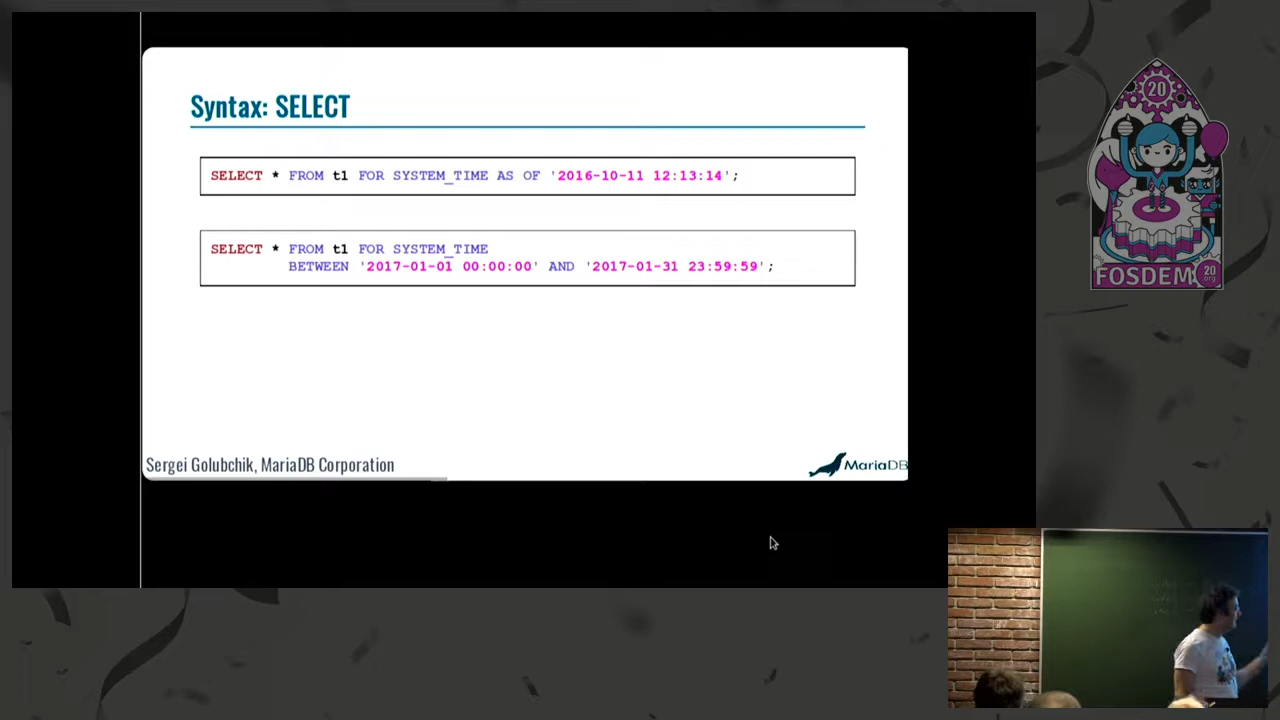 Syntax: SELECT
SELECT * FROM t1 FOR SYSTEM_TIME AS OF '2016-10-11 12:13:14';
SELECT * FROM t1 FOR SYSTEM_TIME
BETWEEN '2017-01-01 00:00:00' AND '2017-01-31 23:59:59';
Sergei Golubchik, MariaDB Corporation
MariaDB
20
FOSDEM
20
.org